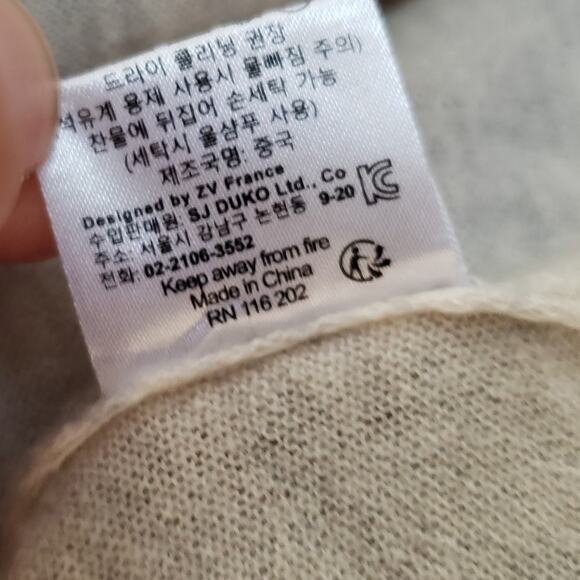 드라이 클리닝 권장
석유계 용제 사용시 물빠짐 주의)
찬물에 뒤집어 손세탁 가능
(세탁시 울샴푸 사용)
제조국명: 중국
Designed by ZV France
수입판매원: SJ DUKO Ltd., Co
주소: 서울시 강남구 논현동 9-20
전화: 02-2106-3552
Keep away from fire
Made in China
RN 116 202